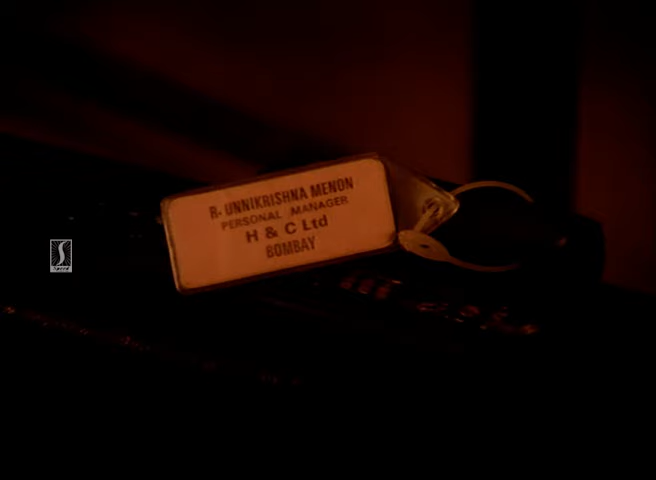 R. UNNIKRISHNA MENON
PERSONAL MANAGER
H & C Ltd
BOMBAY